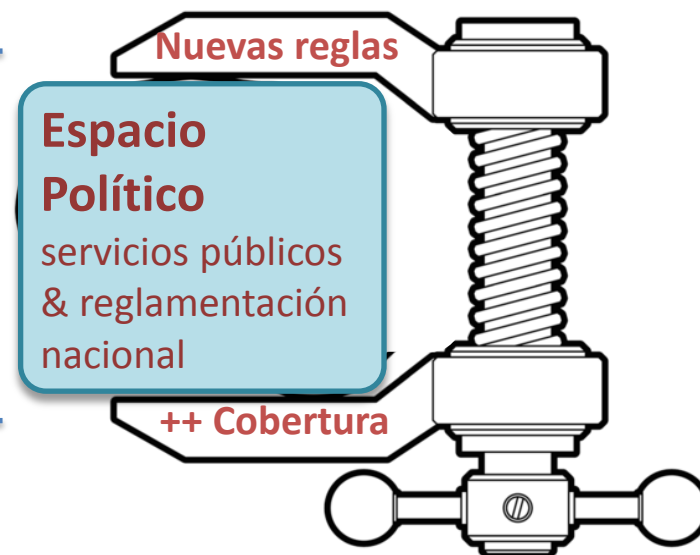 Nuevas reglas
Espacio
Político
servicios públicos
& reglamentación
nacional
++ Cobertura